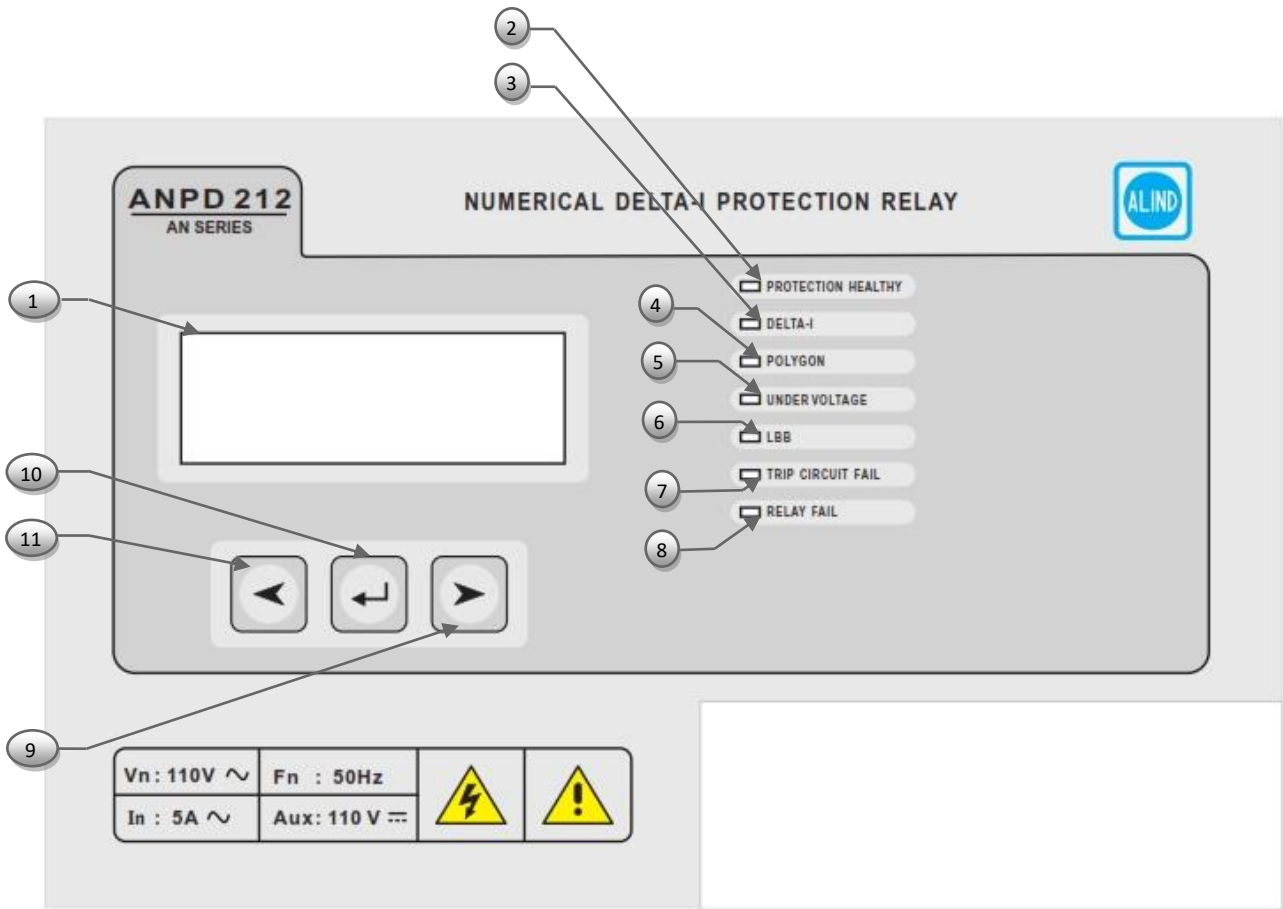 2
3
ANPD 212
AN SERIES
NUMERICAL DELTA-I PROTECTION RELAY
ALIND
1
PROTECTION HEALTHY
DELTA-I
4
POLYGON
5
UNDER VOLTAGE
6
LBB
10
7
TRIP CIRCUIT FAIL
RELAY FAIL
11
8
9
Vn : 110V ∿
Fn : 50Hz
In : 5A ∿
Aux: 110 V ⎓